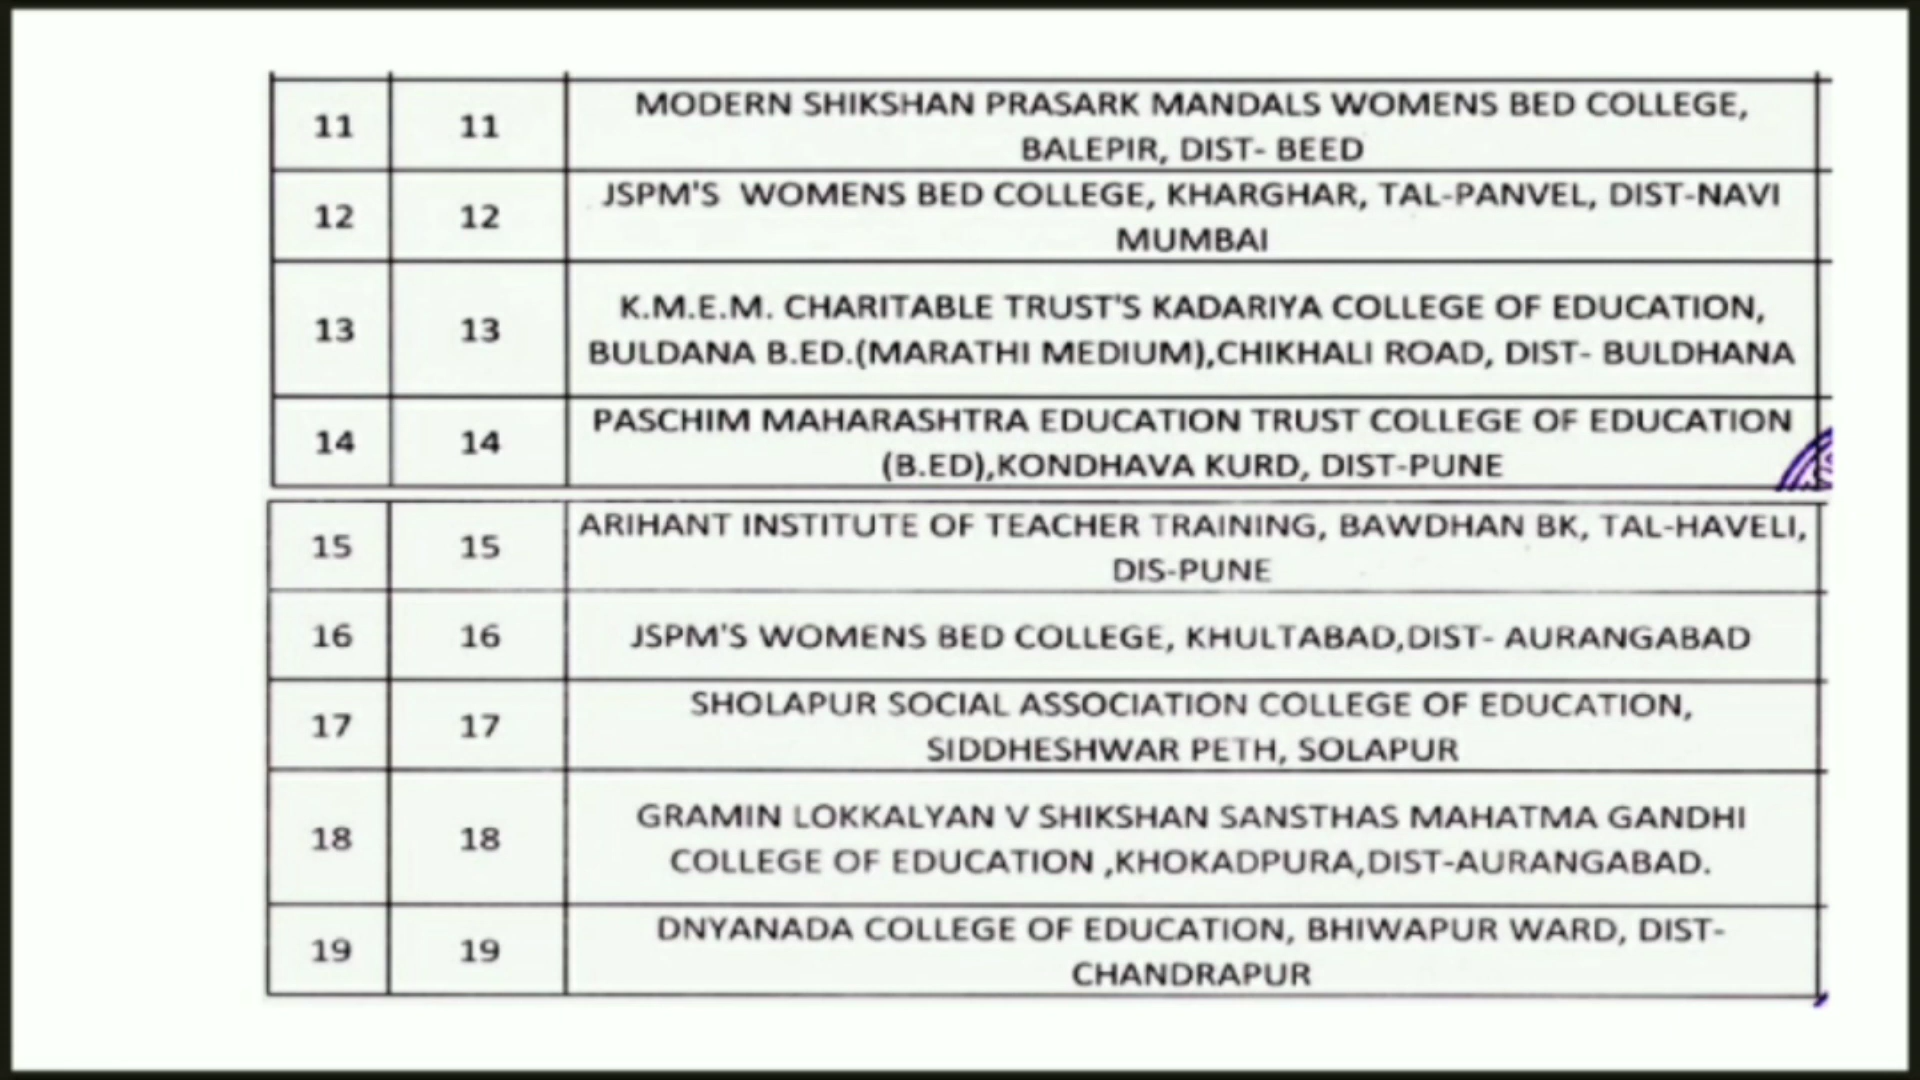 11 11 MODERN SHIKSHAN PRASARK MANDALS WOMENS BED COLLEGE,
BALEPIR, DIST- BEED
12 12 JSPM'S WOMENS BED COLLEGE, KHARGHAR, TAL-PANVEL, DIST-NAVI
MUMBAI
13 13 K.M.E.M. CHARITABLE TRUST'S KADARIYA COLLEGE OF EDUCATION,
BULDANA B.ED.(MARATHI MEDIUM),CHIKHALI ROAD, DIST- BULDHANA
14 14 PASCHIM MAHARASHTRA EDUCATION TRUST COLLEGE OF EDUCATION
(B.ED),KONDHAVA KURD, DIST-PUNE
15 15 ARIHANT INSTITUTE OF TEACHER TRAINING, BAWDHAN BK, TAL-HAVELI,
DIS-PUNE
16 16 JSPM'S WOMENS BED COLLEGE, KHULTABAD,DIST- AURANGABAD
17 17 SHOLAPUR SOCIAL ASSOCIATION COLLEGE OF EDUCATION,
SIDDHESHWAR PETH, SOLAPUR
18 18 GRAMIN LOKKALYAN V SHIKSHAN SANSTHAS MAHATMA GANDHI
COLLEGE OF EDUCATION ,KHOKADPURA,DIST-AURANGABAD.
19 19 DNYANADA COLLEGE OF EDUCATION, BHIWAPUR WARD, DIST-
CHANDRAPUR